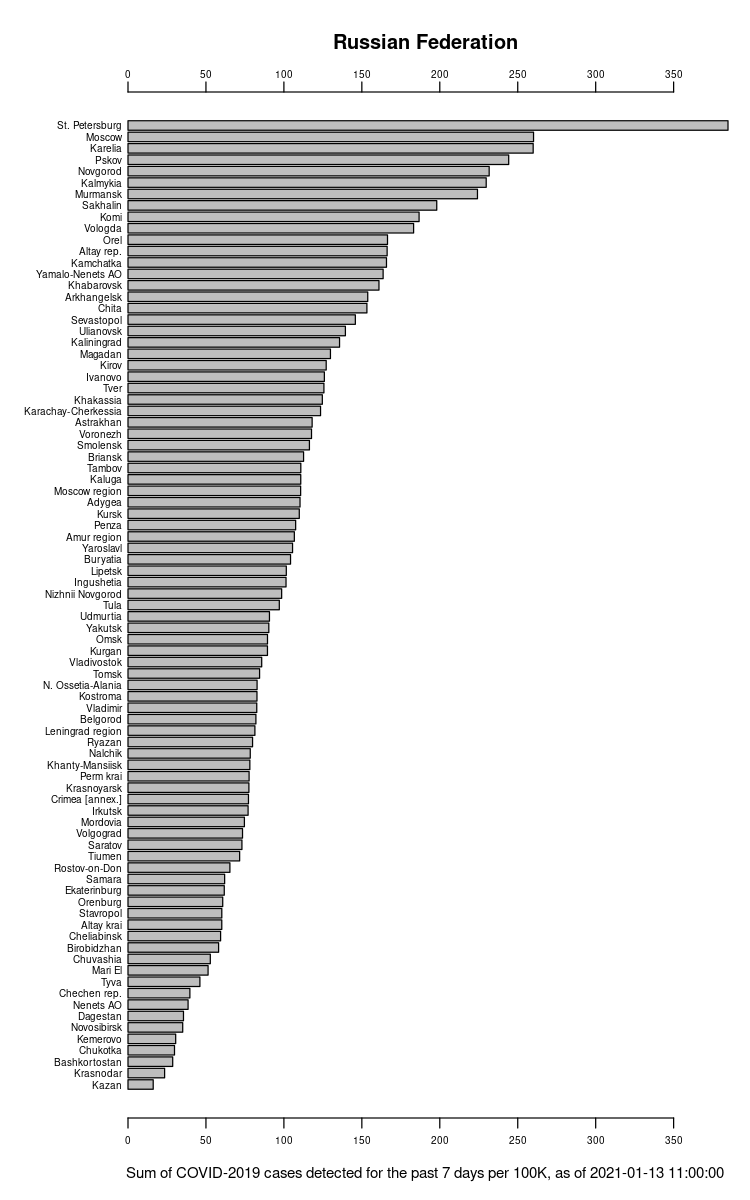 Russian Federation
0 50 100 150 200 250 300 350
St. Petersburg
Moscow
Karelia
Pskov
Novgorod
Kalmykia
Murmansk
Sakhalin
Komi
Vologda
Orel
Altay rep.
Kamchatka
Yamalo-Nenets AO
Khabarovsk
Arkhangelsk
Chita
Sevastopol
Ulianovsk
Kaliningrad
Magadan
Kirov
Ivanovo
Tver
Khakassia
Karachay-Cherkessia
Astrakhan
Voronezh
Smolensk
Briansk
Tambov
Kaluga
Moscow region
Adygea
Kursk
Penza
Amur region
Yaroslavl
Buryatia
Lipetsk
Ingushetia
Nizhnii Novgorod
Tula
Udmurtia
Yakutsk
Omsk
Kurgan
Vladivostok
Tomsk
N. Ossetia-Alania
Kostroma
Vladimir
Belgorod
Leningrad region
Ryazan
Nalchik
Khanty-Mansiisk
Perm krai
Krasnoyarsk
Crimea [annex.]
Irkutsk
Mordovia
Volgograd
Saratov
Tiumen
Rostov-on-Don
Samara
Ekaterinburg
Orenburg
Stavropol
Altay krai
Cheliabinsk
Birobidzhan
Chuvashia
Mari El
Tyva
Chechen rep.
Nenets AO
Dagestan
Novosibirsk
Kemerovo
Chukotka
Bashkortostan
Krasnodar
Kazan
0 50 100 150 200 250 300 350
Sum of COVID-2019 cases detected for the past 7 days per 100K, as of 2021-01-13 11:00:00